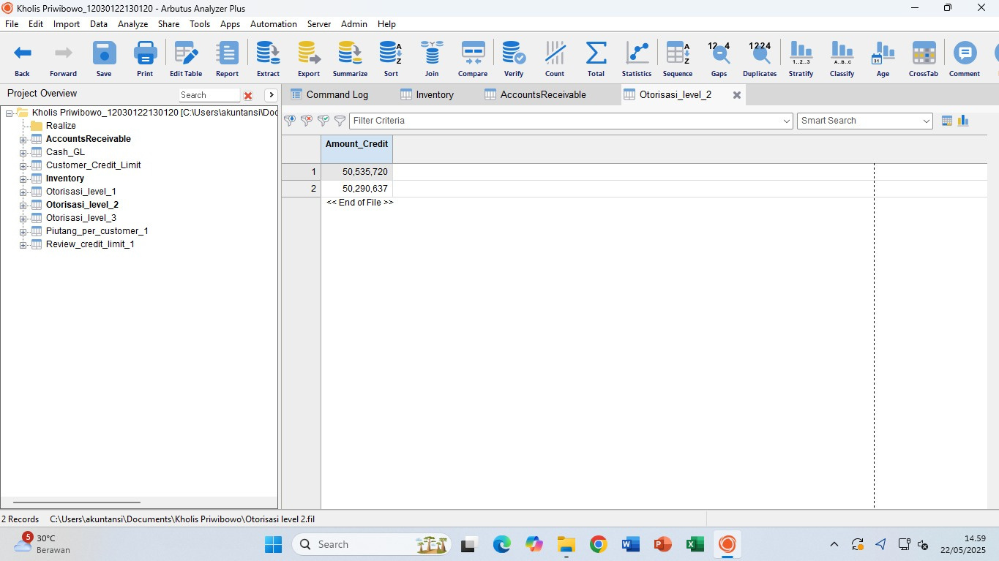 Kholis Priwibowo_12030122130120 - Arbutus Analyzer Plus
File Edit Import Data Analyze Share Tools Apps Automation Server Admin Help
Back Forward Save Print Edit Table Report Extract Export Summarize Sort Join Compare Verify Count Total Statistics Sequence Gaps Duplicates Stratify Classify Age CrossTab Comment
Project Overview
Search
Command Log Inventory AccountsReceivable Otorisasi_level_2
Kholis Priwibowo_12030122130120 [C:\Users\akuntansi\Doc
Realize
AccountsReceivable
Cash_GL
Customer_Credit_Limit
Inventory
Otorisasi_level_1
Otorisasi_level_2
Otorisasi_level_3
Piutang_per_customer_1
Review_credit_limit_1
Filter Criteria
Smart Search
Amount_Credit
1 50,535,720
2 50,290,637
<< End of File >>
2 Records C:\Users\akuntansi\Documents\Kholis Priwibowo\Otorisasi level 2.fil
5
30°C
Berawan
Search
14.59
22/05/2025